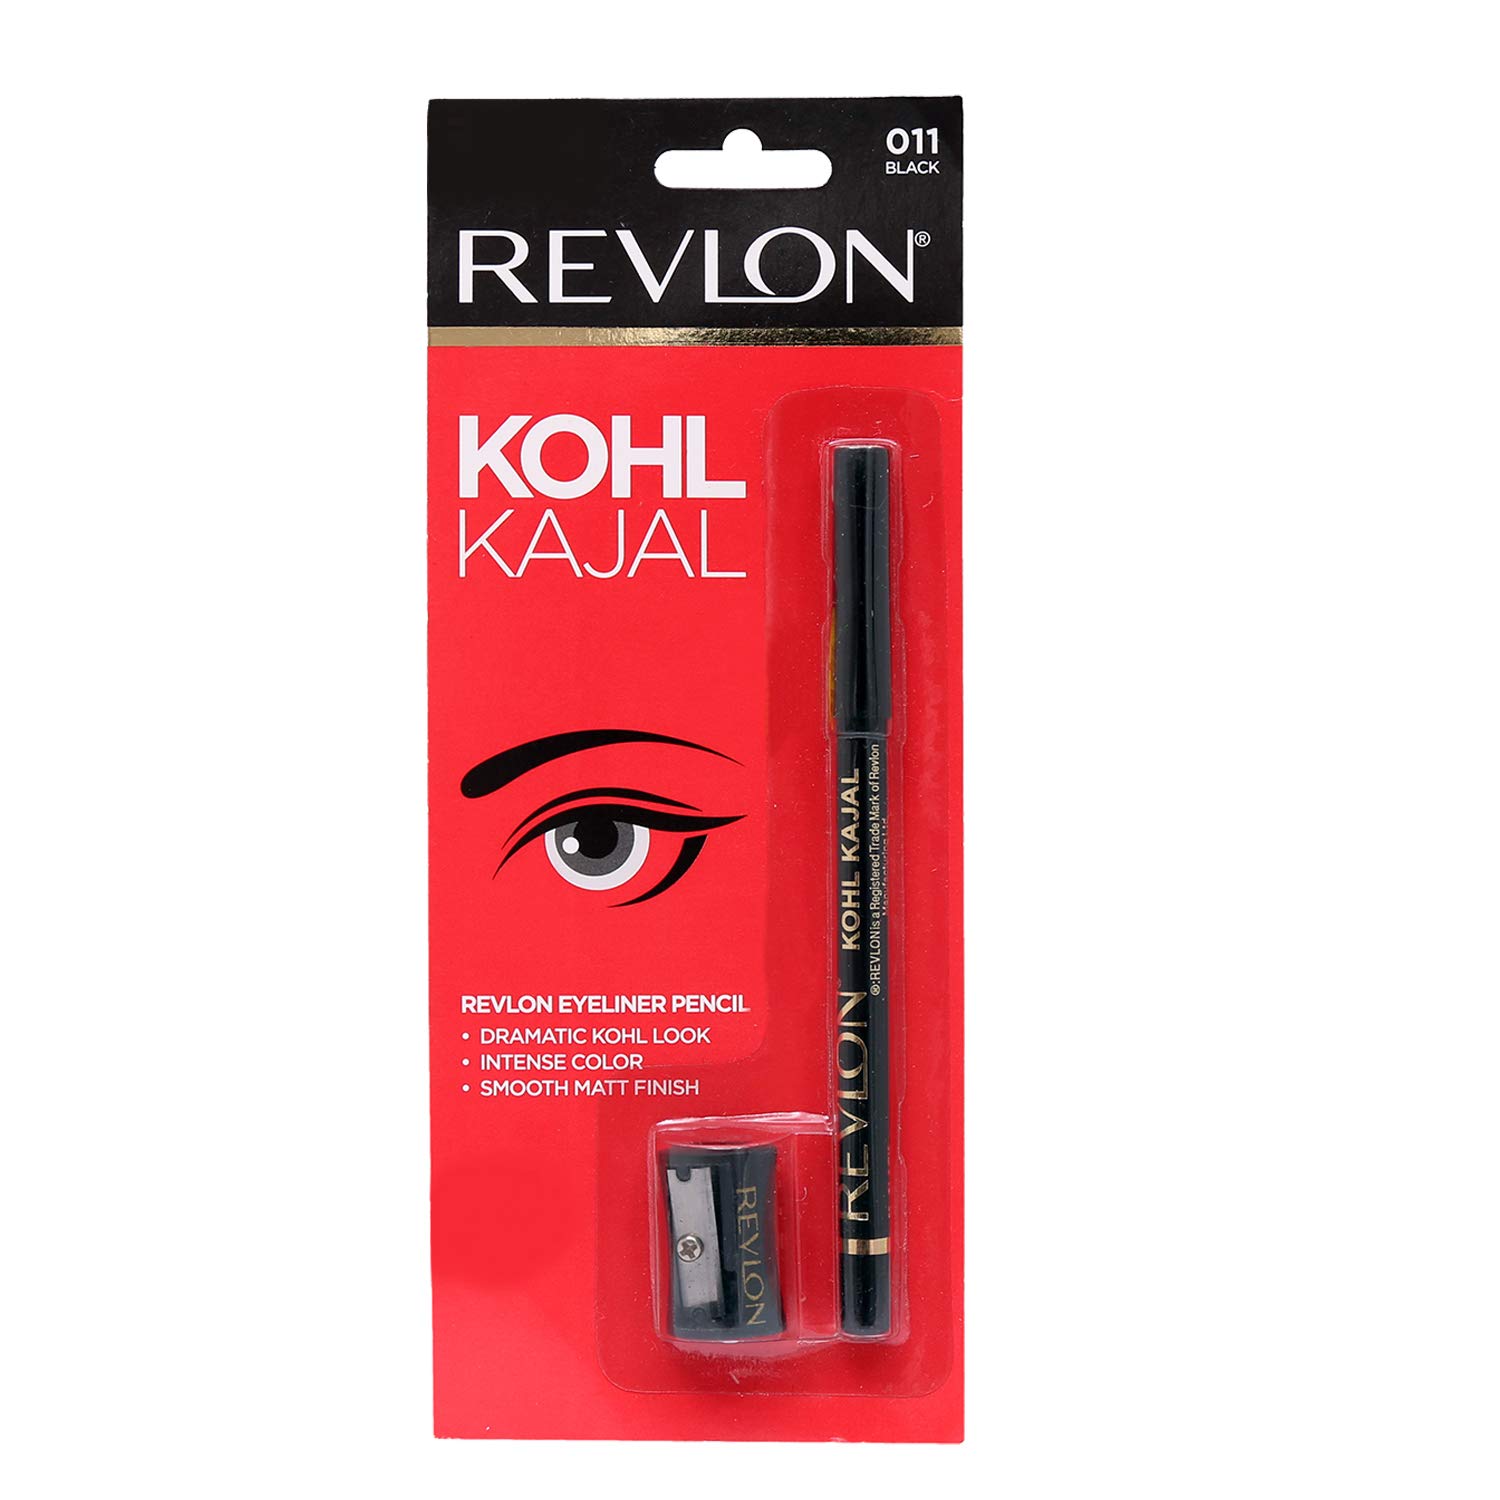 011
BLACK
REVLON®
KOHL
KAJAL
REVLON EYELINER PENCIL
• DRAMATIC KOHL LOOK
• INTENSE COLOR
• SMOOTH MATT FINISH
REVLON® KOHL KAJAL
®:REVLON is a Registered Trade Mark of Revlon
REVLON